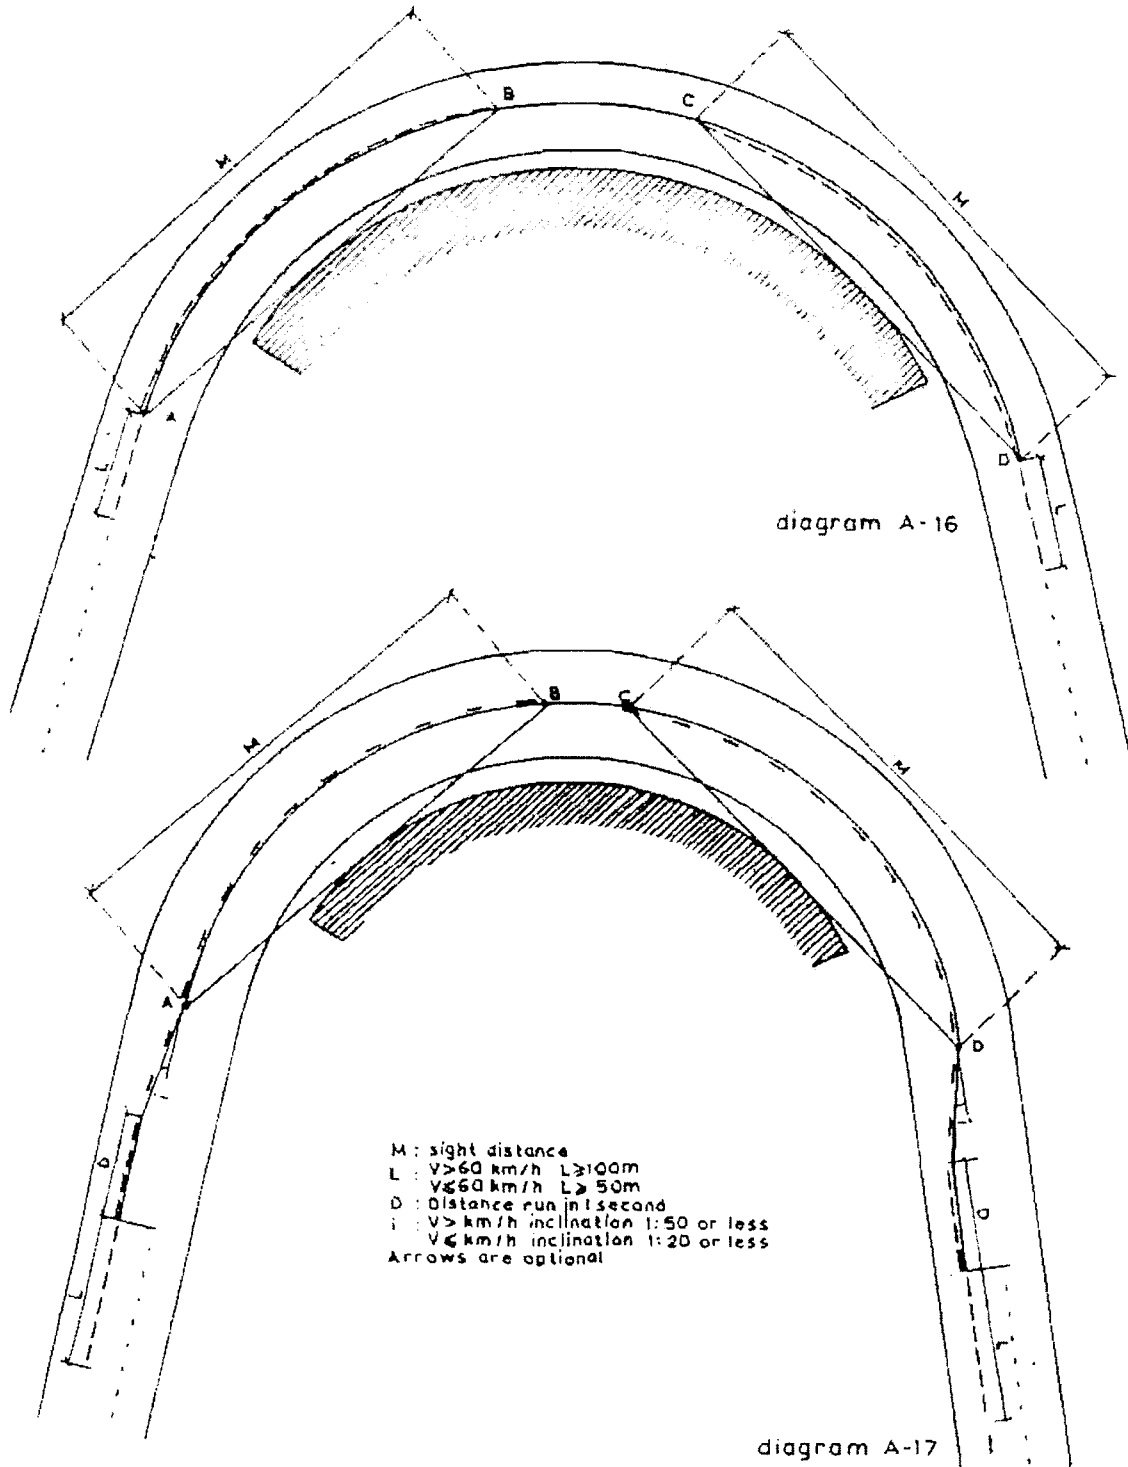 B
C
M
M
A
L
D
L
diagram A-16
B
C
M
M
A
D
i
i
D
D
L
L
M : sight distance
L : V>60 km/h L≥100m
V≤60 km/h L≥ 50m
D : Distance run in 1 second
i : V> km/h inclination 1:50 or less
V≤ km/h inclination 1:20 or less
Arrows are optional
diagram A-17